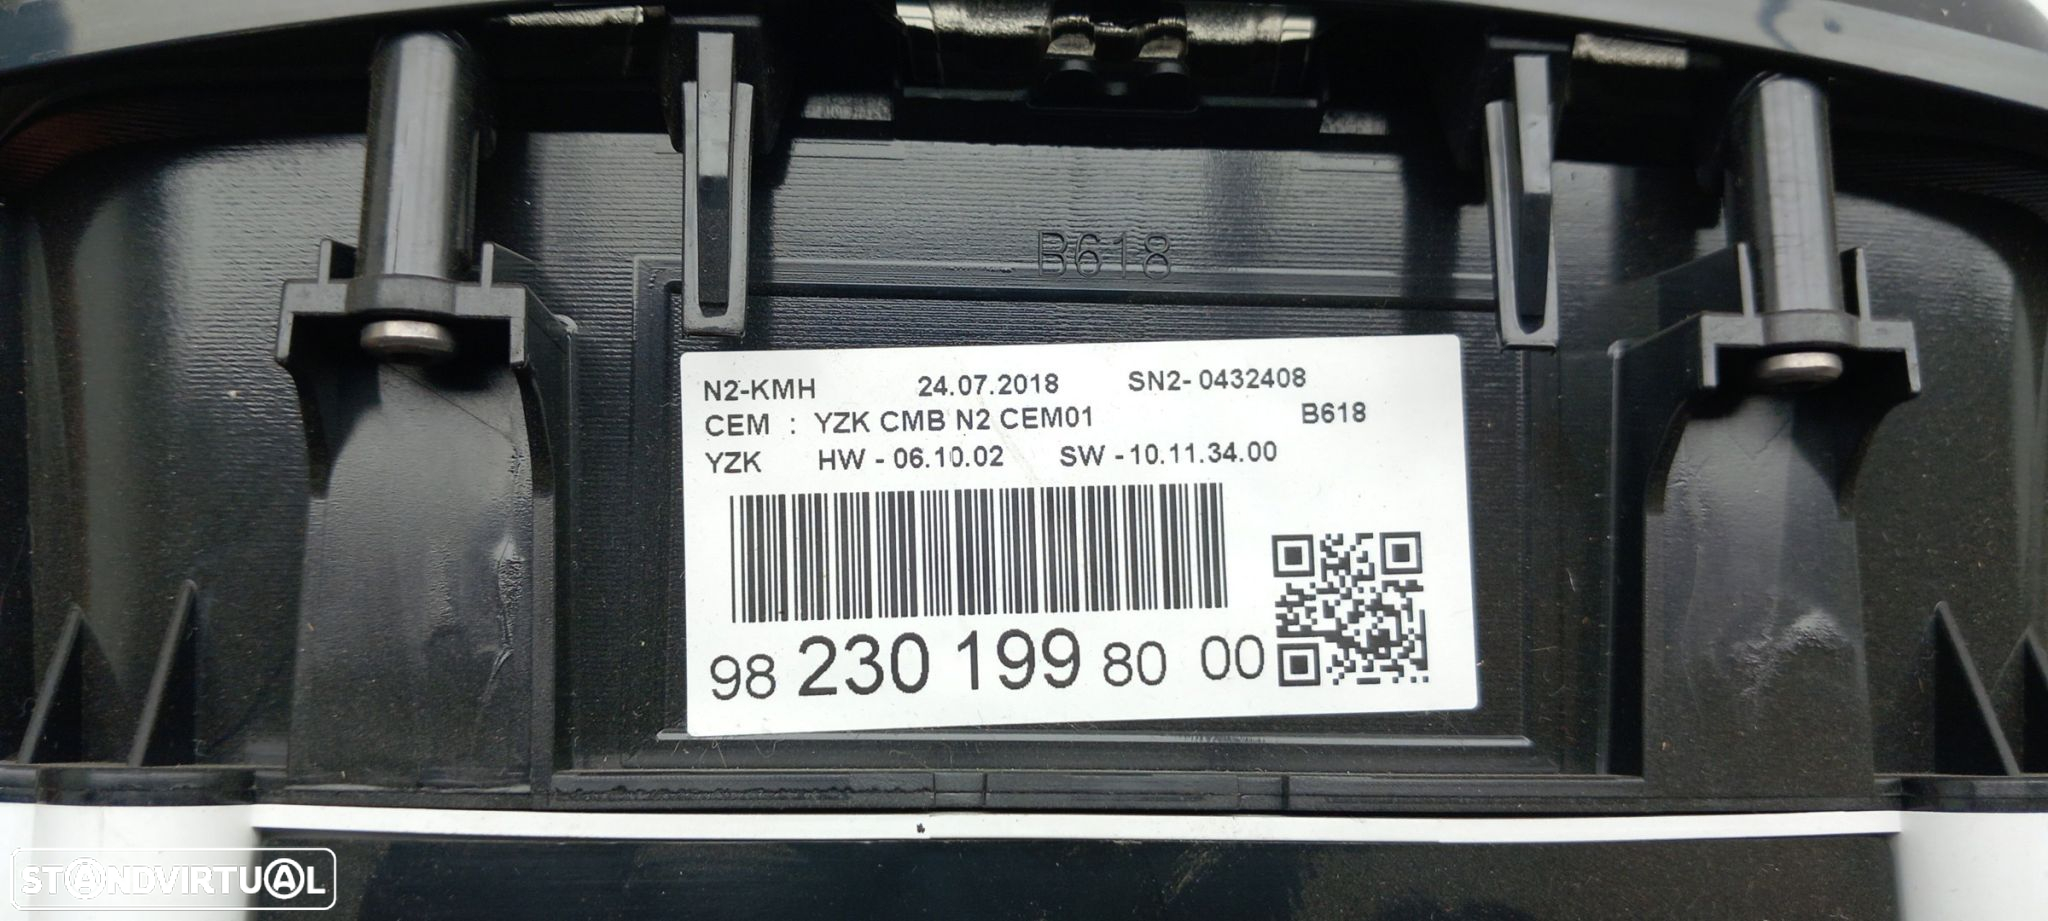 B618
N2-KMH 24.07.2018 SN2- 0432408
CEM : YZK CMB N2 CEM01 B618
YZK HW - 06.10.02 SW -10.11.34.00
98 230 199 80 00
STANDVIRTUAL